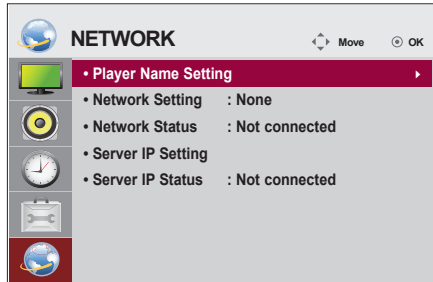 NETWORK
Move
OK
• Player Name Setting
• Network Setting : None
• Network Status : Not connected
• Server IP Setting
• Server IP Status : Not connected